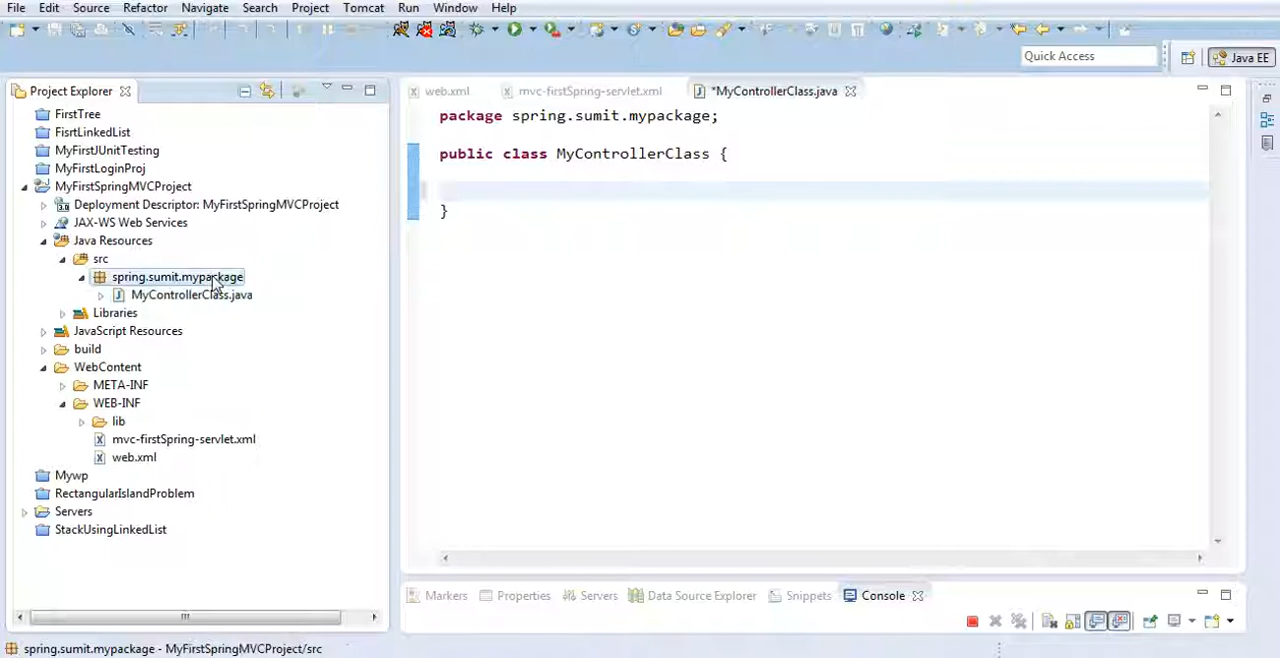 File Edit Source Refactor Navigate Search Project Tomcat Run Window Help
Quick Access
Java EE
Project Explorer
web.xml
mvc-firstSpring-servlet.xml
*MyControllerClass.java
FirstTree
FisrtLinkedList
MyFirstJUnitTesting
MyFirstLoginProj
MyFirstSpringMVCProject
Deployment Descriptor: MyFirstSpringMVCProject
JAX-WS Web Services
Java Resources
src
spring.sumit.mypackage
MyControllerClass.java
Libraries
JavaScript Resources
build
WebContent
META-INF
WEB-INF
lib
mvc-firstSpring-servlet.xml
web.xml
Mywp
RectangularIslandProblem
Servers
StackUsingLinkedList
package spring.sumit.mypackage;
public class MyControllerClass {
}
Markers
Properties
Servers
Data Source Explorer
Snippets
Console
spring.sumit.mypackage - MyFirstSpringMVCProject/src